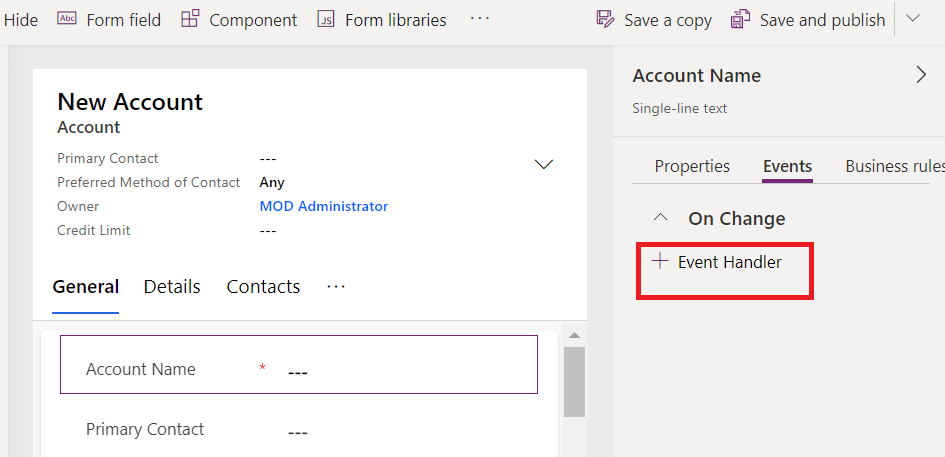 Hide Abc Form field Component JS Form libraries ··· Save a copy Save and publish
New Account
Account
Primary Contact ---
Preferred Method of Contact Any
Owner MOD Administrator
Credit Limit ---
General Details Contacts ···
Account Name * ---
Primary Contact ---
Account Name
Single-line text
Properties Events Business rules
On Change
+ Event Handler